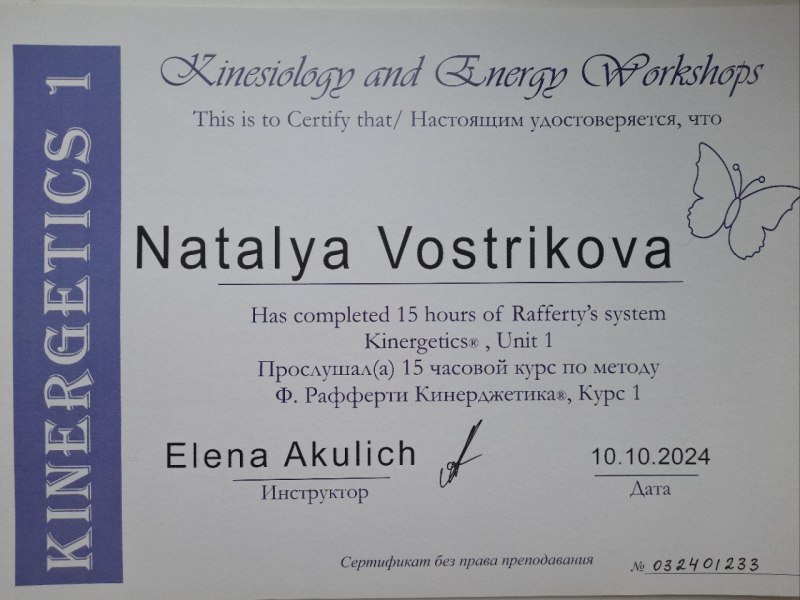 KINERGETICS 1
Kinesiology and Energy Workshops
This is to Certify that/ Настоящим удостоверяется, что
Natalya Vostrikova
Has completed 15 hours of Rafferty's system
Kinergetics® , Unit 1
Прослушал(а) 15 часовой курс по методу
Ф. Рафферти Кинерджетика®, Курс 1
Elena Akulich
10.10.2024
Инструктор
Дата
Сертификат без права преподавания
№ 032401233